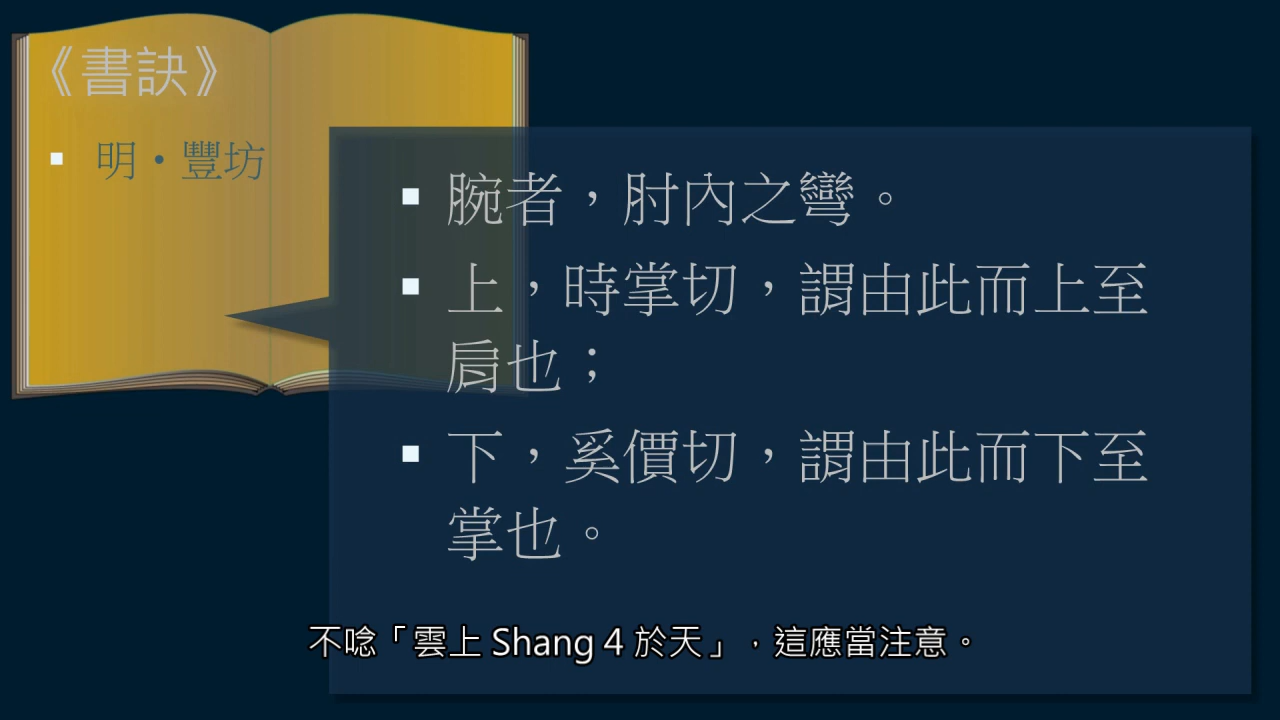 《書訣》
▪ 明·豐坊
▪ 腕者，肘內之彎。
▪ 上，時掌切，謂由此而上至
肩也；
▪ 下，奚價切，謂由此而下至
掌也。
不唸「雲上 Shang 4 於天」，這應當注意。